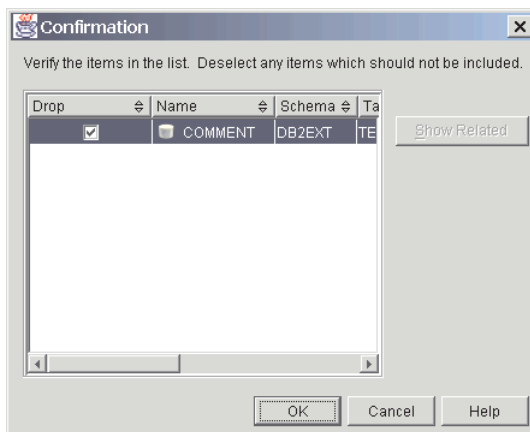 Confirmation
Verify the items in the list. Deselect any items which should not be included.
Drop Name Schema Ta
COMMENT DB2EXT TE
Show Related
OK Cancel Help